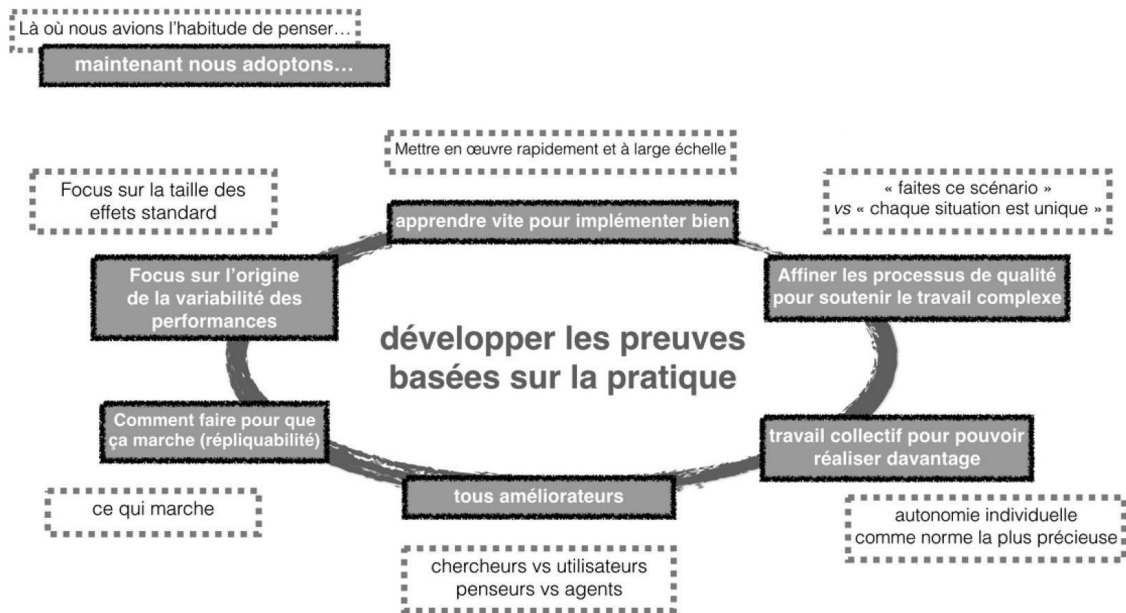 Là où nous avions l’habitude de penser…
maintenant nous adoptons…
Mettre en œuvre rapidement et à large échelle
apprendre vite pour implémenter bien
« faites ce scénario »
vs « chaque situation est unique »
Affiner les processus de qualité
pour soutenir le travail complexe
Focus sur la taille des
effets standard
Focus sur l’origine
de la variabilité des
performances
développer les preuves
basées sur la pratique
Comment faire pour que
ça marche (répliquabilité)
ce qui marche
tous améliorateurs
chercheurs vs utilisateurs
penseurs vs agents
travail collectif pour pouvoir
réaliser davantage
autonomie individuelle
comme norme la plus précieuse